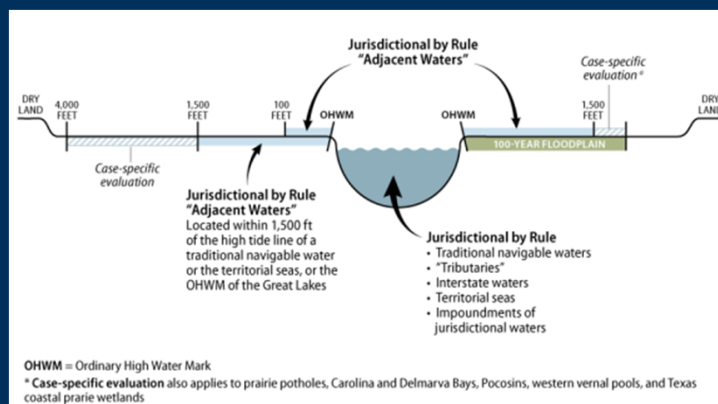 Jurisdictional by Rule
"Adjacent Waters"
Case-specific
evaluation*
DRY
LAND
4,000
FEET
1,500
FEET
100
FEET
OHWM
OHWM
1,500
FEET
DRY
LAND
100-YEAR FLOODPLAIN
Case-specific
evaluation
Jurisdictional by Rule
"Adjacent Waters"
Located within 1,500 ft
of the high tide line of a
traditional navigable water
or the territorial seas, or the
OHWM of the Great Lakes
Jurisdictional by Rule
• Traditional navigable waters
• "Tributaries"
• Interstate waters
• Territorial seas
• Impoundments of
jurisdictional waters
OHWM = Ordinary High Water Mark
* Case-specific evaluation also applies to prairie potholes, Carolina and Delmarva Bays, Pocosins, western vernal pools, and Texas
coastal prarie wetlands